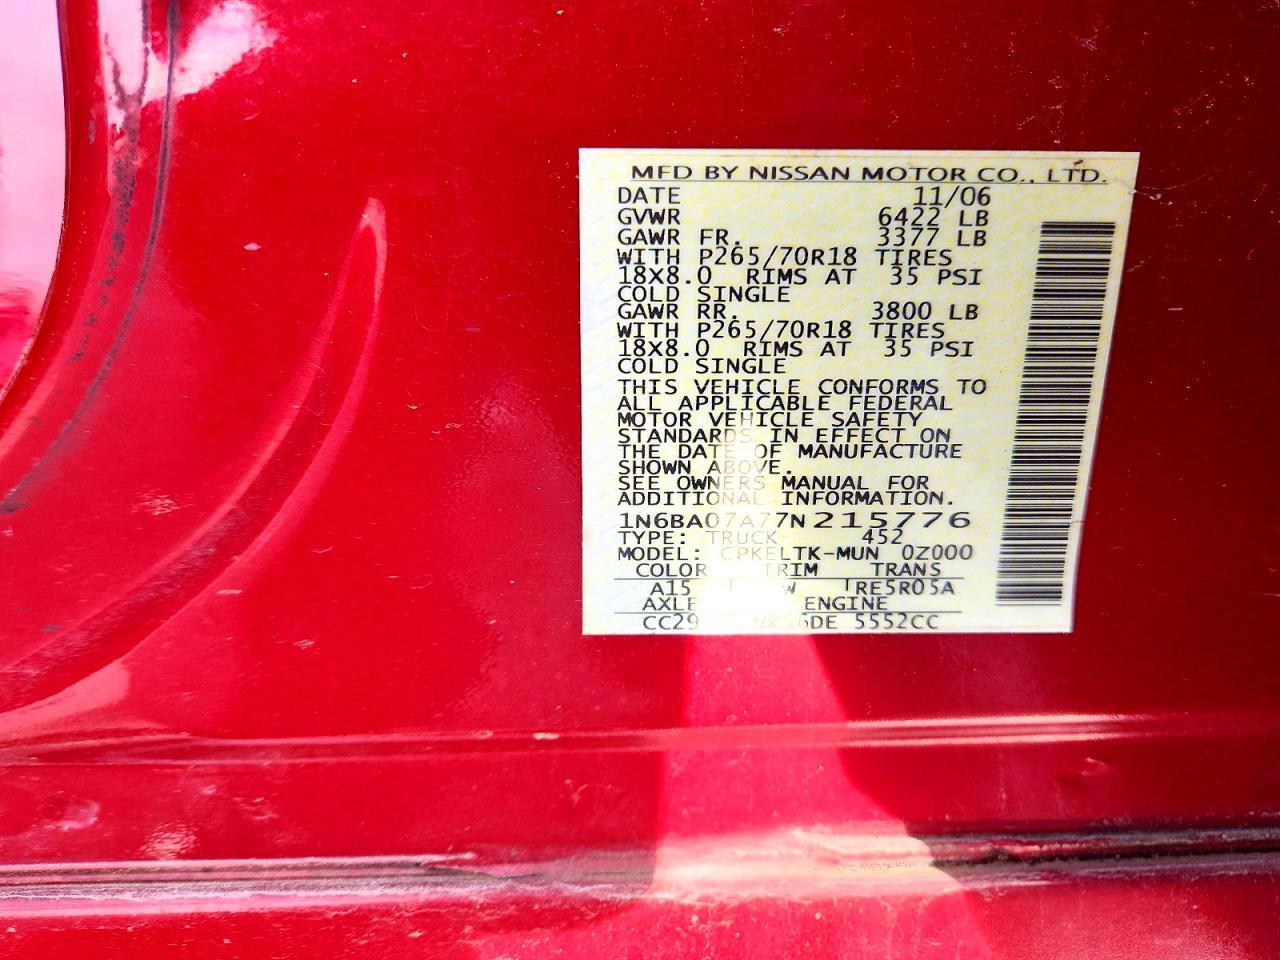 MFD BY NISSAN MOTOR CO., LTD.
DATE 11/06
GVWR 6422 LB
GAWR FR. 3377 LB
WITH P265/70R18 TIRES
18X8.0 RIMS AT 35 PSI
COLD SINGLE
GAWR RR. 3800 LB
WITH P265/70R18 TIRES
18X8.0 RIMS AT 35 PSI
COLD SINGLE
THIS VEHICLE CONFORMS TO
ALL APPLICABLE FEDERAL
MOTOR VEHICLE SAFETY
STANDARDS IN EFFECT ON
THE DATE OF MANUFACTURE
SHOWN ABOVE.
SEE OWNERS MANUAL FOR
ADDITIONAL INFORMATION.
1N6BA07A77N215776
TYPE: TRUCK 452
MODEL: CPKELTK-MUN 0Z000
COLOR TRIM TRANS
A15 RE5R05A
AXLE ENGINE
CC29 5552CC